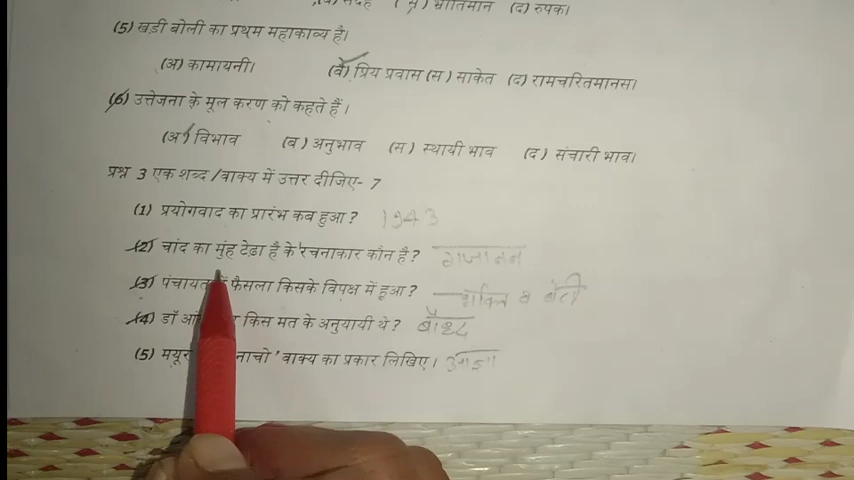 (स) भ्रांतिमान (द) रुपक।
(5) खड़ी बोली का प्रथम महाकाव्य है।
(अ) कामायनी। (ब) प्रिय प्रवास (स) साकेत (द) रामचरितमानस।
(6) उत्तेजना के मूल करण को कहते हैं।
(अ) विभाव (ब) अनुभाव (स) स्थायी भाव (द) संचारी भाव।
प्रश्न 3 एक शब्द /वाक्य में उत्तर दीजिए- 7
(1) प्रयोगवाद का प्रारंभ कब हुआ? 1943
(2) चांद का मुंह टेढ़ा है के रचनाकार कौन है? गजानन
(3) पंचायत फैसला किसके विपक्ष में हुआ?
(4) डॉ किस मत के अनुयायी थे? बौध्द
(5) नाचो' वाक्य का प्रकार लिखिए। आज्ञा